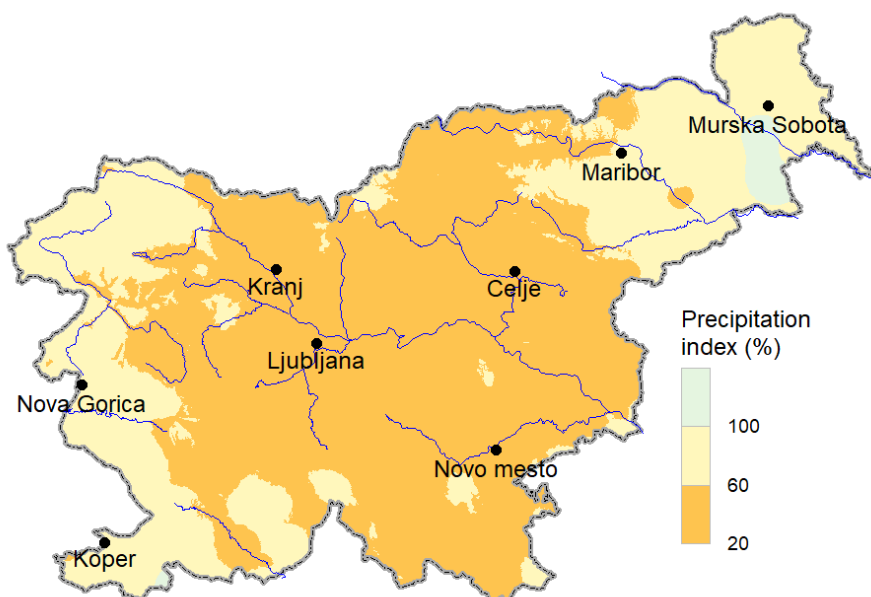 Murska Sobota
Maribor
Kranj
Celje
Precipitation
index (%)
Ljubljana
Nova Gorica
100
Novo mesto
60
20
Koper